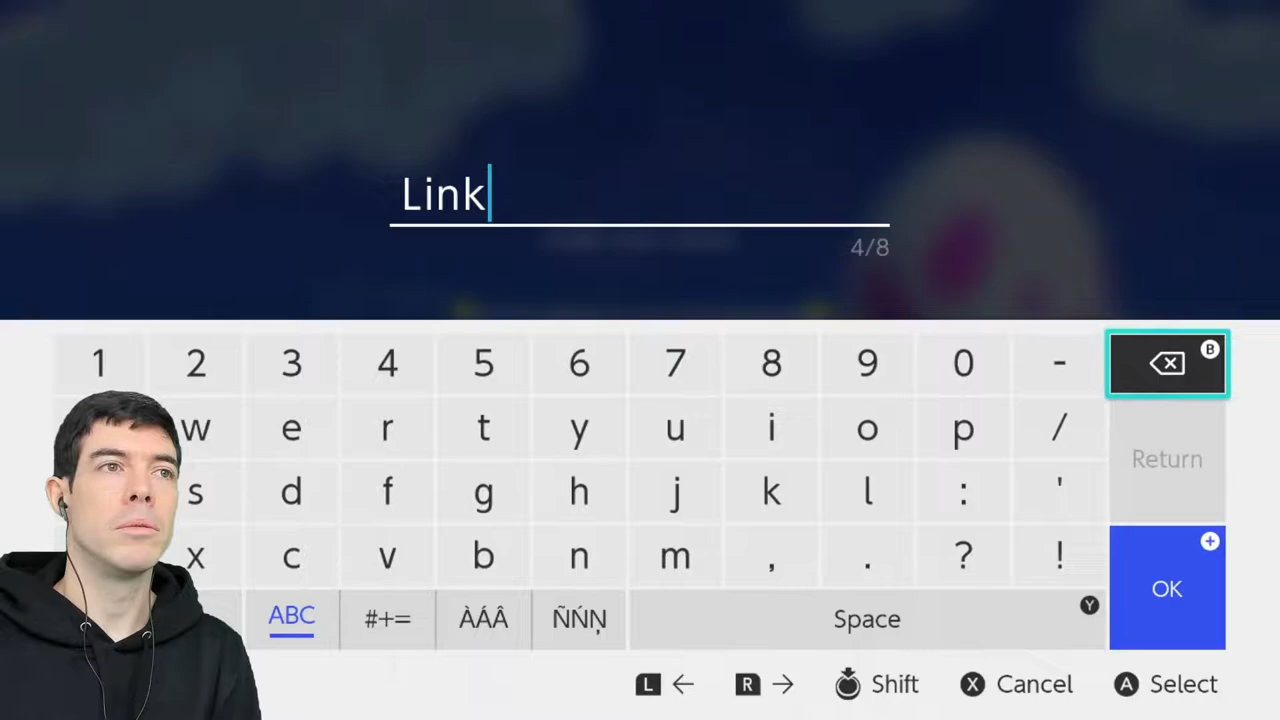 Link
4/8
1 2 3 4 5 6 7 8 9 0 - B
w e r t y u i o p / Return
s d f g h j k l : '
x c v b n m , . ? ! OK +
ABC #+= ÀÁÂ ÑŃŅ Space Y
L ← R → Shift X Cancel A Select